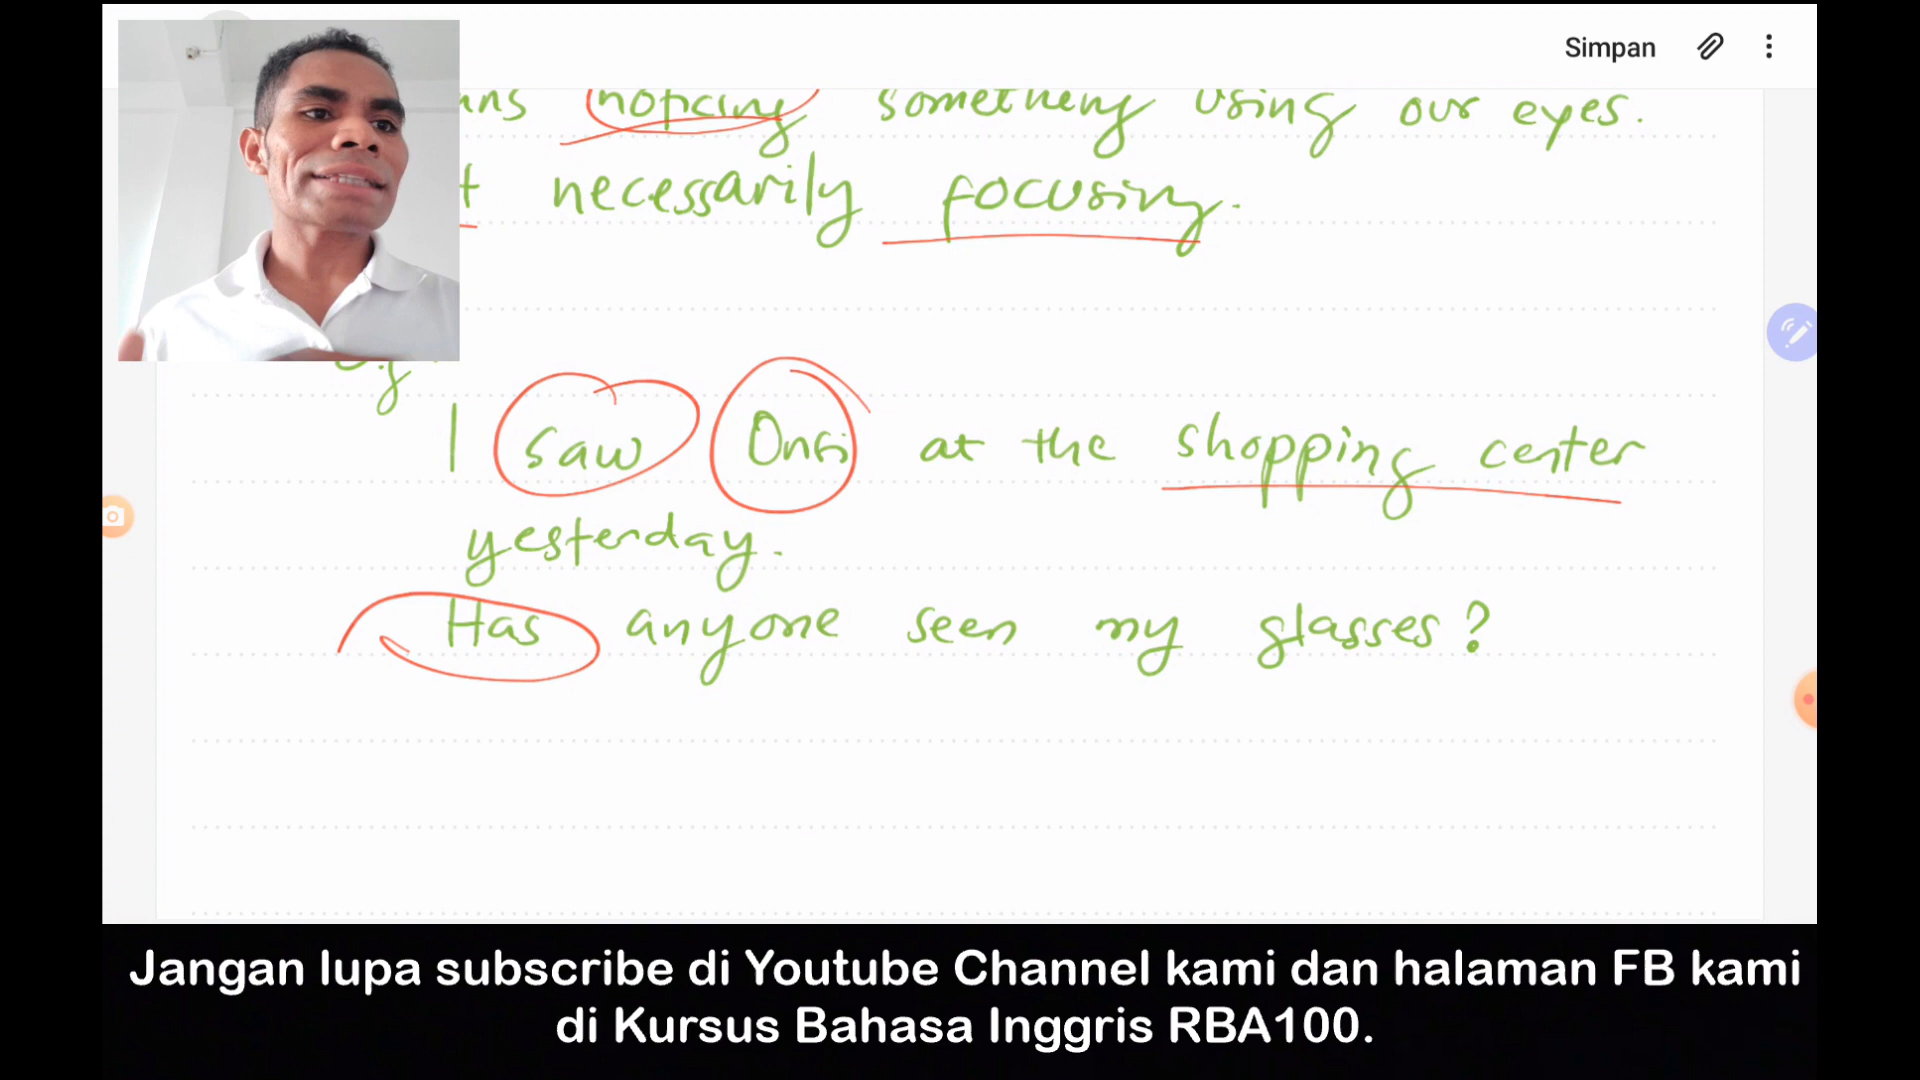 Simpan
noticing something using our eyes.
necessarily focusing.
I saw Onsi at the shopping center
yesterday.
Has anyone seen my glasses?
Jangan lupa subscribe di Youtube Channel kami dan halaman FB kami
di Kursus Bahasa Inggris RBA100.